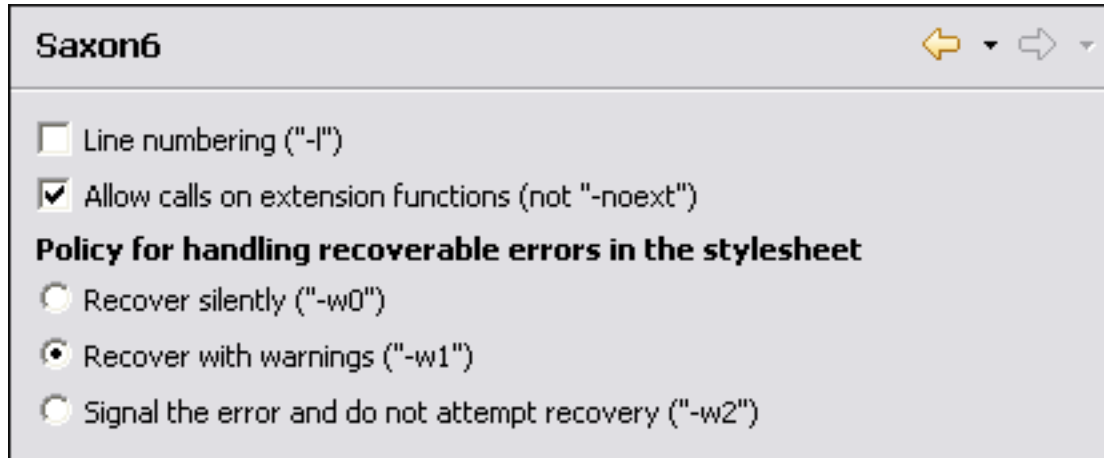 Saxon6
Line numbering ("-l")
Allow calls on extension functions (not "-noext")
Policy for handling recoverable errors in the stylesheet
Recover silently ("-w0")
Recover with warnings ("-w1")
Signal the error and do not attempt recovery ("-w2")